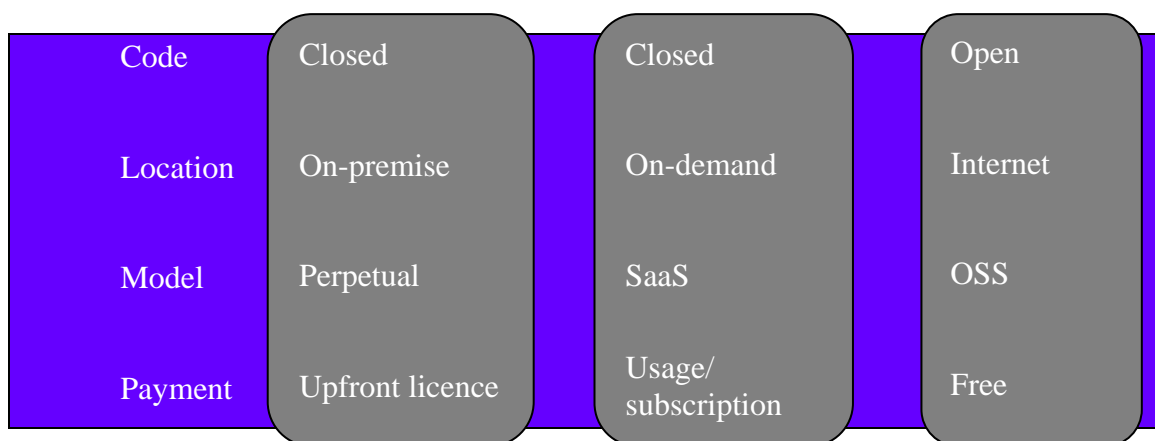 Code Closed Closed Open
Location On-premise On-demand Internet
Model Perpetual SaaS OSS
Payment Upfront licence Usage/
subscription Free